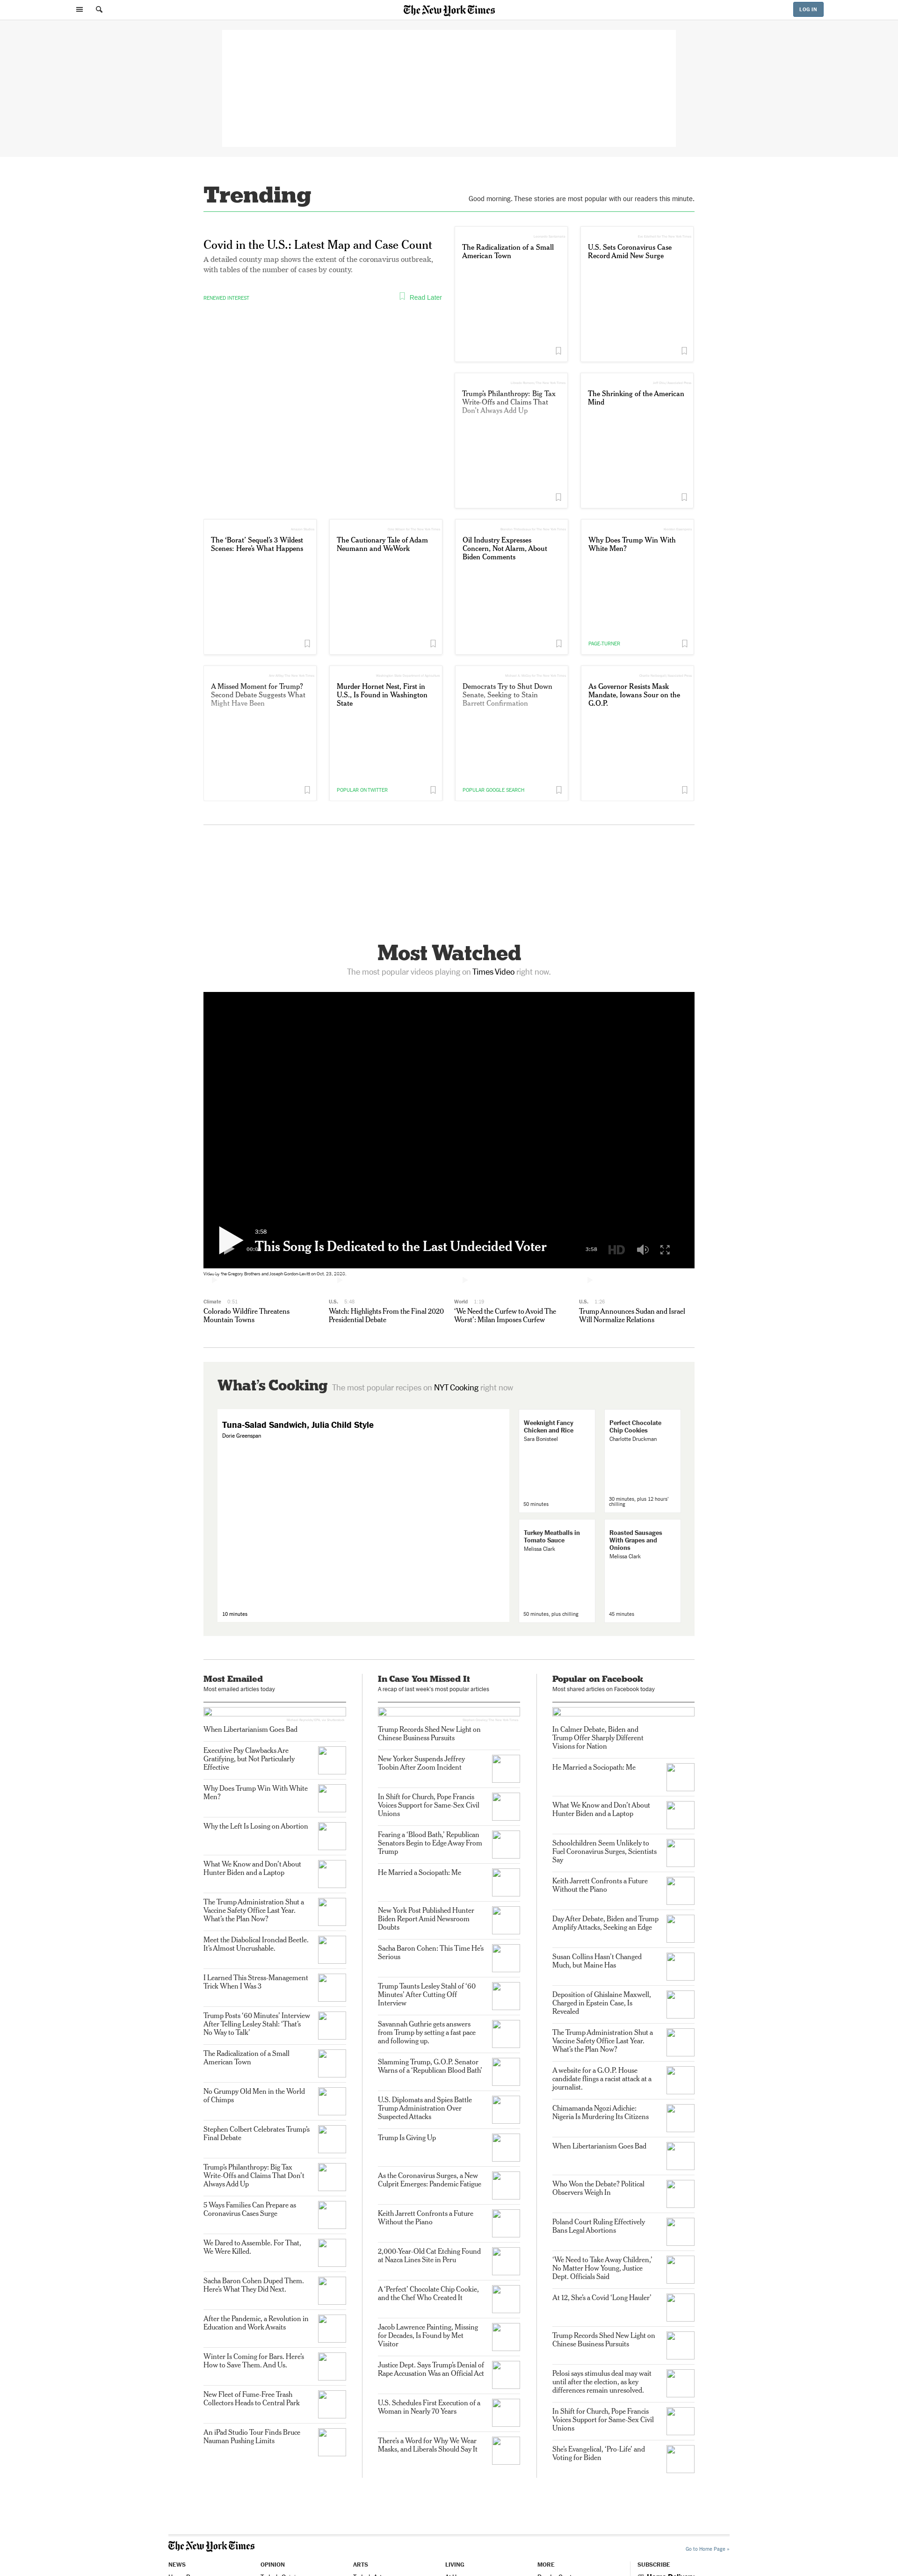 The New York Times
LOG IN
Trending
Good morning. These stories are most popular with our readers this minute.
Covid in the U.S.: Latest Map and Case Count
A detailed county map shows the extent of the coronavirus outbreak,
with tables of the number of cases by county.
RENEWED INTEREST
Read Later
The Radicalization of a Small
American Town
U.S. Sets Coronavirus Case
Record Amid New Surge
Trump's Philanthropy: Big Tax
Write-Offs and Claims That
Don't Always Add Up
The Shrinking of the American
Mind
The 'Borat' Sequel's 3 Wildest
Scenes: Here's What Happens
The Cautionary Tale of Adam
Neumann and WeWork
Oil Industry Expresses
Concern, Not Alarm, About
Biden Comments
Why Does Trump Win With
White Men?
PAGE-TURNER
A Missed Moment for Trump?
Second Debate Suggests What
Might Have Been
Murder Hornet Nest, First in
U.S., Is Found in Washington
State
POPULAR ON TWITTER
Democrats Try to Shut Down
Senate, Seeking to Stain
Barrett Confirmation
POPULAR GOOGLE SEARCH
As Governor Resists Mask
Mandate, Iowans Sour on the
G.O.P.
Most Watched
The most popular videos playing on Times Video right now.
3:58
This Song Is Dedicated to the Last Undecided Voter
3:58 HD
Video by the Gregory Brothers and Joseph Gordon-Levitt on Oct. 23, 2020.
Climate 0:51
Colorado Wildfire Threatens
Mountain Towns
U.S. 5:48
Watch: Highlights From the Final 2020
Presidential Debate
World 1:18
'We Need the Curfew to Avoid The
Worst': Milan Imposes Curfew
U.S. 1:26
Trump Announces Sudan and Israel
Will Normalize Relations
What's Cooking The most popular recipes on NYT Cooking right now
Tuna-Salad Sandwich, Julia Child Style
Dorie Greenspan
10 minutes
Weeknight Fancy
Chicken and Rice
Sara Bonisteel
50 minutes
Perfect Chocolate
Chip Cookies
Charlotte Druckman
30 minutes, plus 12 hours'
chilling
Turkey Meatballs in
Tomato Sauce
Melissa Clark
50 minutes, plus chilling
Roasted Sausages
With Grapes and
Onions
Melissa Clark
45 minutes
Most Emailed
Most emailed articles today
When Libertarianism Goes Bad
Executive Pay Clawbacks Are
Gratifying, but Not Particularly
Effective
Why Does Trump Win With White
Men?
Why the Left Is Losing on Abortion
What We Know and Don't About
Hunter Biden and a Laptop
The Trump Administration Shut a
Vaccine Safety Office Last Year.
What's the Plan Now?
Meet the Diabolical Ironclad Beetle.
It's Almost Uncrushable.
I Learned This Stress-Management
Trick When I Was 3
Trump Posts '60 Minutes' Interview
After Telling Lesley Stahl: 'That's
No Way to Talk'
The Radicalization of a Small
American Town
No Grumpy Old Men in the World
of Chimps
Stephen Colbert Celebrates Trump's
Final Debate
Trump's Philanthropy: Big Tax
Write-Offs and Claims That Don't
Always Add Up
5 Ways Families Can Prepare as
Coronavirus Cases Surge
We Dared to Assemble. For That,
We Were Killed.
Sacha Baron Cohen Duped Them.
Here's What They Did Next.
After the Pandemic, a Revolution in
Education and Work Awaits
Winter Is Coming for Bars. Here's
How to Save Them. And Us.
New Fleet of Fume-Free Trash
Collectors Heads to Central Park
An iPad Studio Tour Finds Bruce
Nauman Pushing Limits
In Case You Missed It
A recap of last week's most popular articles
Trump Records Shed New Light on
Chinese Business Pursuits
New Yorker Suspends Jeffrey
Toobin After Zoom Incident
In Shift for Church, Pope Francis
Voices Support for Same-Sex Civil
Unions
Fearing a 'Blood Bath,' Republican
Senators Begin to Edge Away From
Trump
He Married a Sociopath: Me
New York Post Published Hunter
Biden Report Amid Newsroom
Doubts
Sacha Baron Cohen: This Time He's
Serious
Trump Taunts Lesley Stahl of '60
Minutes' After Cutting Off
Interview
Savannah Guthrie gets answers
from Trump by setting a fast pace
and following up.
Slamming Trump, G.O.P. Senator
Warns of a 'Republican Blood Bath'
U.S. Diplomats and Spies Battle
Trump Administration Over
Suspected Attacks
Trump Is Giving Up
As the Coronavirus Surges, a New
Culprit Emerges: Pandemic Fatigue
Keith Jarrett Confronts a Future
Without the Piano
2,000-Year-Old Cat Etching Found
at Nazca Lines Site in Peru
A 'Perfect' Chocolate Chip Cookie,
and the Chef Who Created It
Jacob Lawrence Painting, Missing
for Decades, Is Found by Met
Visitor
Justice Dept. Says Trump's Denial of
Rape Accusation Was an Official Act
U.S. Schedules First Execution of a
Woman in Nearly 70 Years
There's a Word for Why We Wear
Masks, and Liberals Should Say It
Popular on Facebook
Most shared articles on Facebook today
In Calmer Debate, Biden and
Trump Offer Sharply Different
Visions for Nation
He Married a Sociopath: Me
What We Know and Don't About
Hunter Biden and a Laptop
Schoolchildren Seem Unlikely to
Fuel Coronavirus Surges, Scientists
Say
Keith Jarrett Confronts a Future
Without the Piano
Day After Debate, Biden and Trump
Amplify Attacks, Seeking an Edge
Susan Collins Hasn't Changed
Much, but Maine Has
Deposition of Ghislaine Maxwell,
Charged in Epstein Case, Is
Revealed
The Trump Administration Shut a
Vaccine Safety Office Last Year.
What's the Plan Now?
A website for a G.O.P. House
candidate flings a racist attack at a
journalist.
Chimamanda Ngozi Adichie:
Nigeria Is Murdering Its Citizens
When Libertarianism Goes Bad
Who Won the Debate? Political
Observers Weigh In
Poland Court Ruling Effectively
Bans Legal Abortions
'We Need to Take Away Children,'
No Matter How Young, Justice
Dept. Officials Said
At 12, She's a Covid 'Long Hauler'
Trump Records Shed New Light on
Chinese Business Pursuits
Pelosi says stimulus deal may wait
until after the election, as key
differences remain unresolved.
In Shift for Church, Pope Francis
Voices Support for Same-Sex Civil
Unions
She's Evangelical, 'Pro-Life' and
Voting for Biden
The New York Times
Go to Home Page »
NEWS OPINION ARTS LIVING MORE SUBSCRIBE